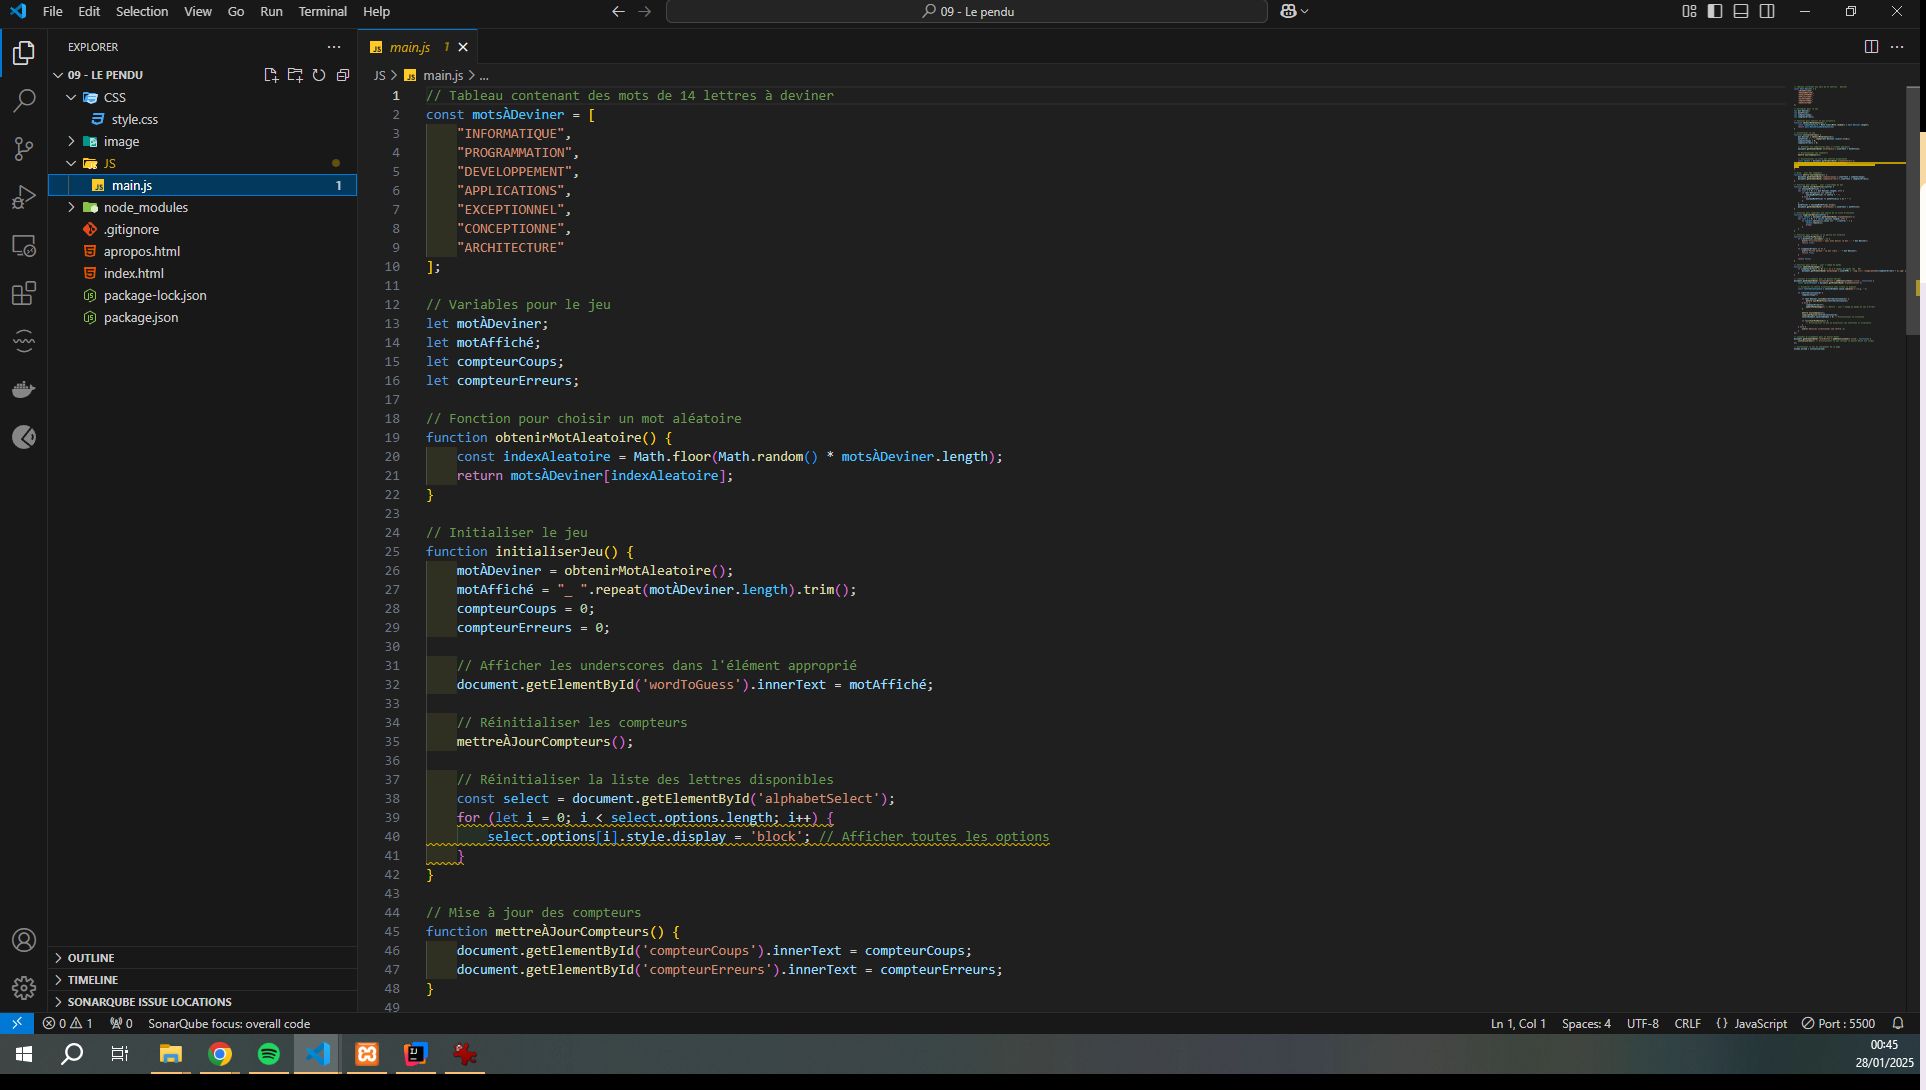 File Edit Selection View Go Run Terminal Help
09 - Le pendu
EXPLORER
09 - LE PENDU
CSS
style.css
image
JS
main.js 1
node_modules
.gitignore
apropos.html
index.html
package-lock.json
package.json
OUTLINE
TIMELINE
SONARQUBE ISSUE LOCATIONS
main.js 1
JS > main.js > ...
1 // Tableau contenant des mots de 14 lettres à deviner
2 const motsÀDeviner = [
3 "INFORMATIQUE",
4 "PROGRAMMATION",
5 "DEVELOPPEMENT",
6 "APPLICATIONS",
7 "EXCEPTIONNEL",
8 "CONCEPTIONNE",
9 "ARCHITECTURE"
10 ];
11
12 // Variables pour le jeu
13 let motÀDeviner;
14 let motAffiché;
15 let compteurCoups;
16 let compteurErreurs;
17
18 // Fonction pour choisir un mot aléatoire
19 function obtenirMotAleatoire() {
20 const indexAleatoire = Math.floor(Math.random() * motsÀDeviner.length);
21 return motsÀDeviner[indexAleatoire];
22 }
23
24 // Initialiser le jeu
25 function initialiserJeu() {
26 motÀDeviner = obtenirMotAleatoire();
27 motAffiché = "_ ".repeat(motÀDeviner.length).trim();
28 compteurCoups = 0;
29 compteurErreurs = 0;
30
31 // Afficher les underscores dans l'élément approprié
32 document.getElementById('wordToGuess').innerText = motAffiché;
33
34 // Réinitialiser les compteurs
35 mettreÀJourCompteurs();
36
37 // Réinitialiser la liste des lettres disponibles
38 const select = document.getElementById('alphabetSelect');
39 for (let i = 0; i < select.options.length; i++) {
40 select.options[i].style.display = 'block'; // Afficher toutes les options
41 }
42 }
43
44 // Mise à jour des compteurs
45 function mettreÀJourCompteurs() {
46 document.getElementById('compteurCoups').innerText = compteurCoups;
47 document.getElementById('compteurErreurs').innerText = compteurErreurs;
48 }
49
0 1 0 SonarQube focus: overall code
Ln 1, Col 1 Spaces: 4 UTF-8 CRLF {} JavaScript Port : 5500
00:45
28/01/2025